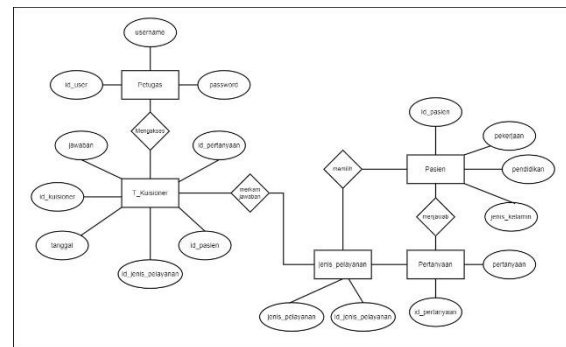 username
id_user
Petugas
password
Mengakses
jawaban
id_pertanyaan
id_kuisioner
T_Kuisioner
merkam
jawaban
tanggal
id_pasien
id_jenis_pelayanan
id_pasien
pekerjaan
memilih
Pasien
pendidikan
menjawab
jenis_kelamin
jenis_pelayanan
Pertanyaan
pertanyaan
jenis_pelayanan
id_jenis_pelayanan
id_pertanyaan